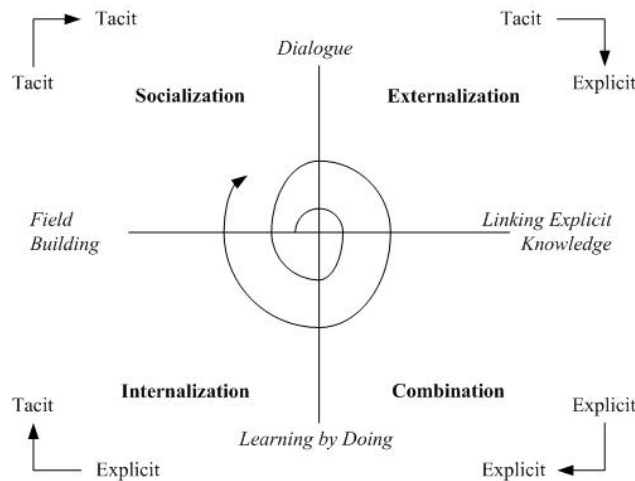 Tacit
Tacit
Dialogue
Tacit
Explicit
Socialization
Externalization
Field
Building
Linking Explicit
Knowledge
Internalization
Combination
Tacit
Explicit
Learning by Doing
Explicit
Explicit